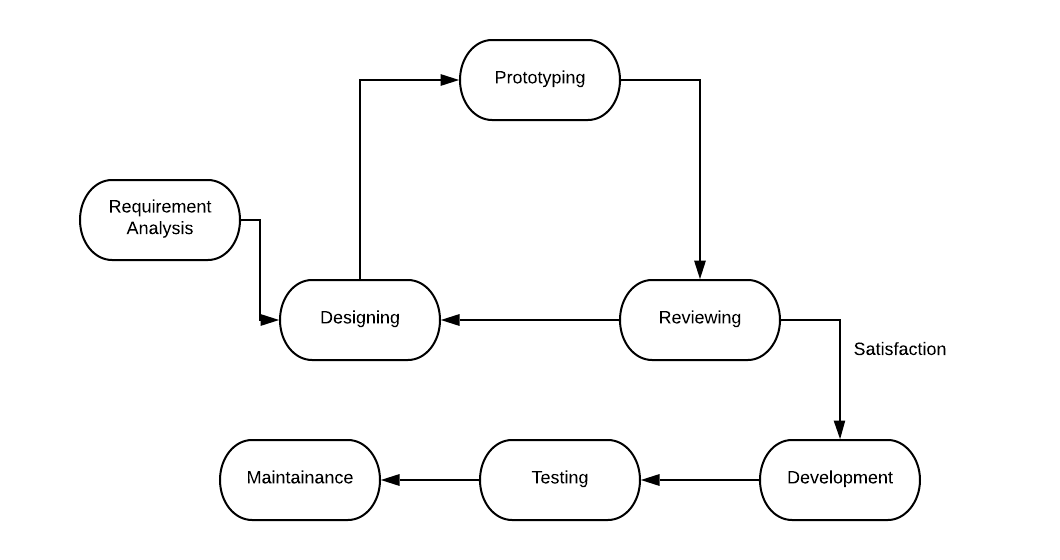 Prototyping
Requirement
Analysis
Designing
Reviewing
Satisfaction
Maintainance
Testing
Development